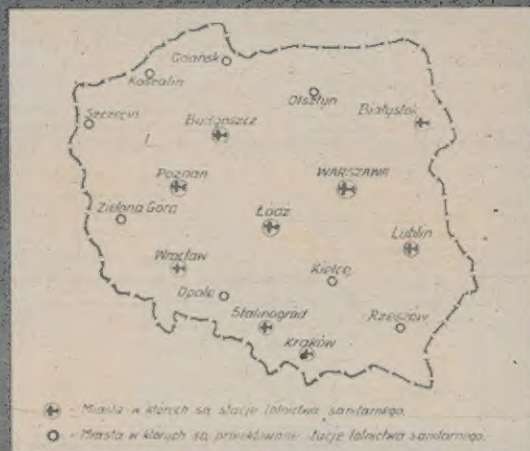 Gdańsk
Koszalin
Olsztyn
Szczecin
Bydgoszcz
Białystok
Poznań
WARSZAWA
Zielona Góra
Łódź
Lublin
Wrocław
Kielce
Opole
Stalinogród
Rzeszów
Kraków
- Miasta w których są stacje lotnictwa sanitarnego.
- Miasta w których są projektowane stacje lotnictwa sanitarnego.